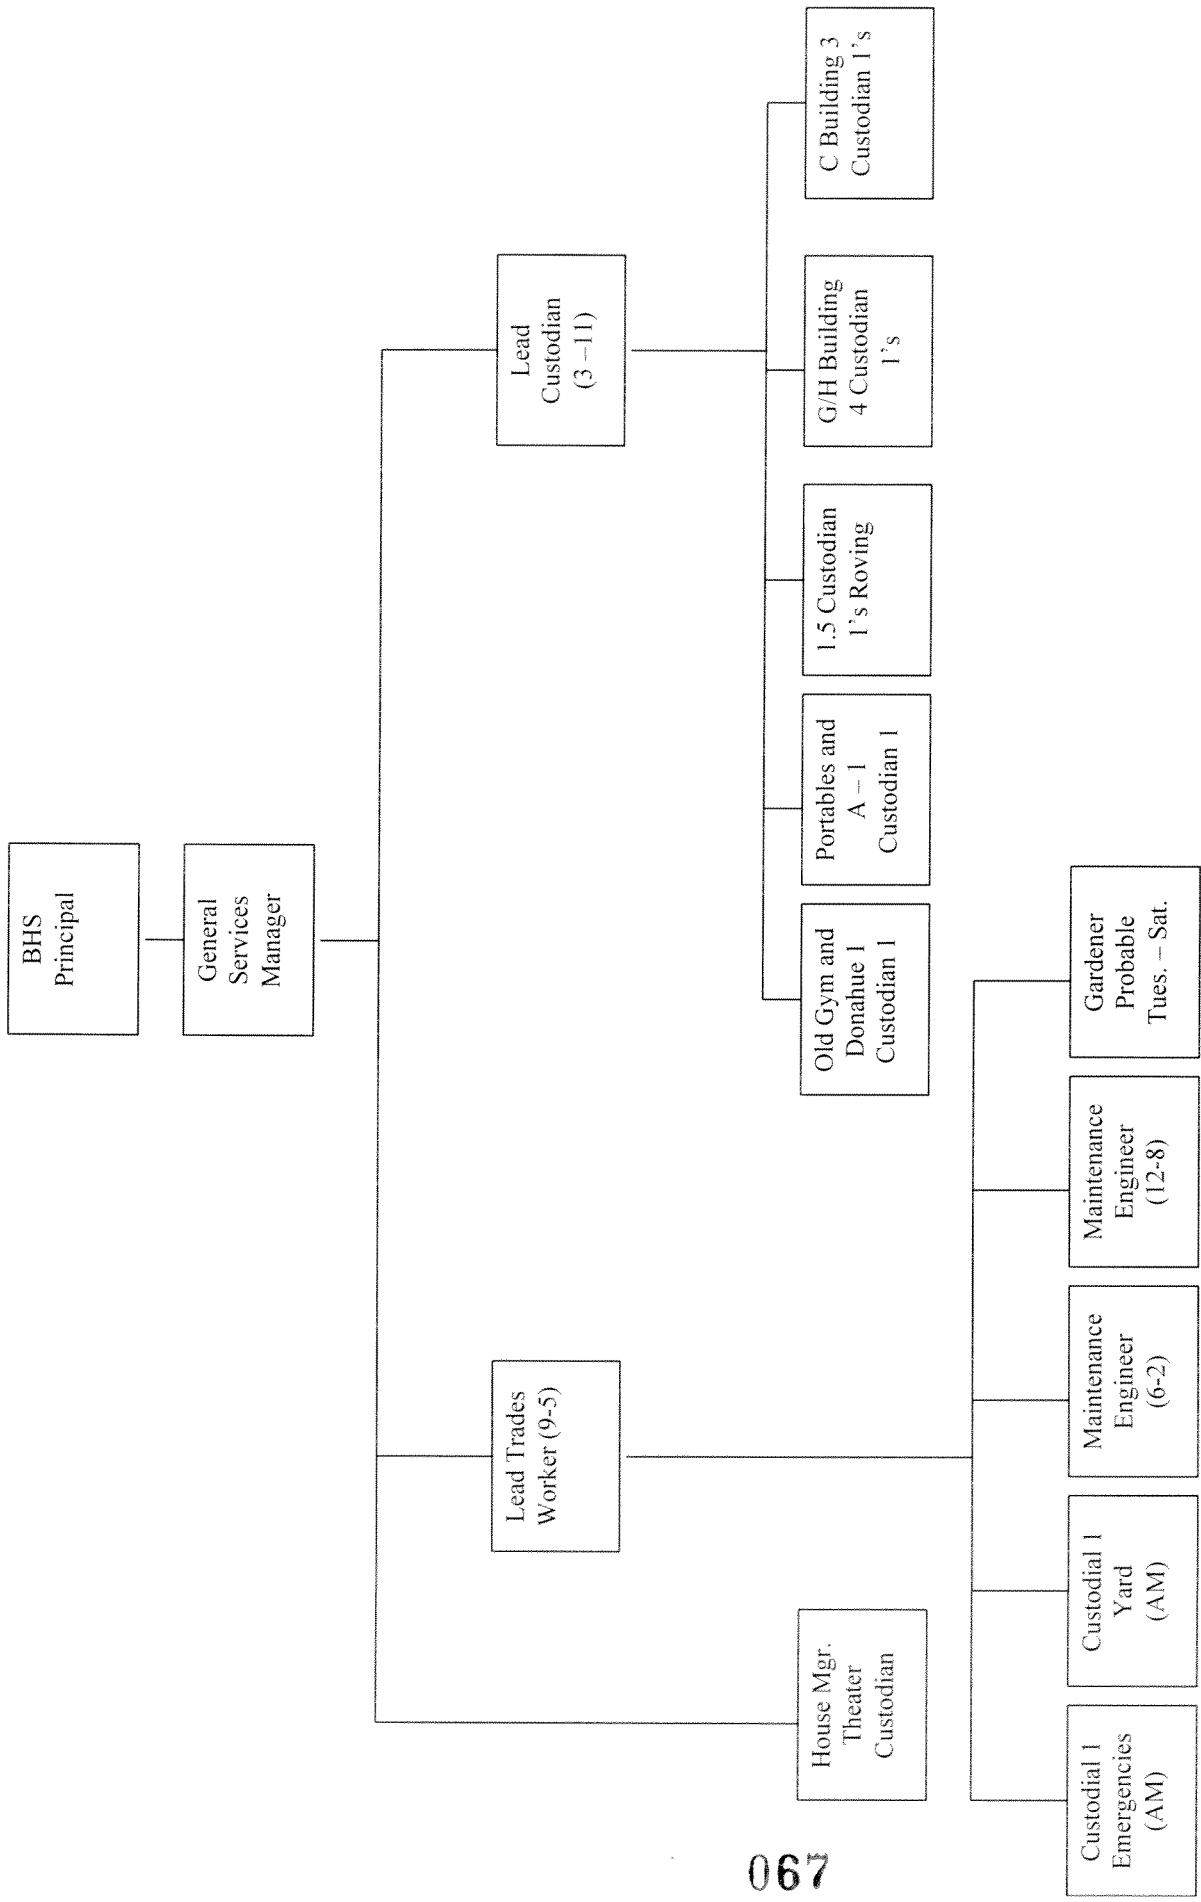 BHS
Principal
General
Services
Manager
Lead Trades
Worker (9-5)
Lead
Custodian
(3 –11)
House Mgr.
Theater
Custodian
Old Gym and
Donahue 1
Custodian 1
Portables and
A – 1
Custodian 1
1.5 Custodian
1's Roving
G/H Building
4 Custodian
1's
C Building 3
Custodian 1's
Custodial 1
Emergencies
(AM)
Custodial 1
Yard
(AM)
Maintenance
Engineer
(6-2)
Maintenance
Engineer
(12-8)
Gardener
Probable
Tues. – Sat.
067